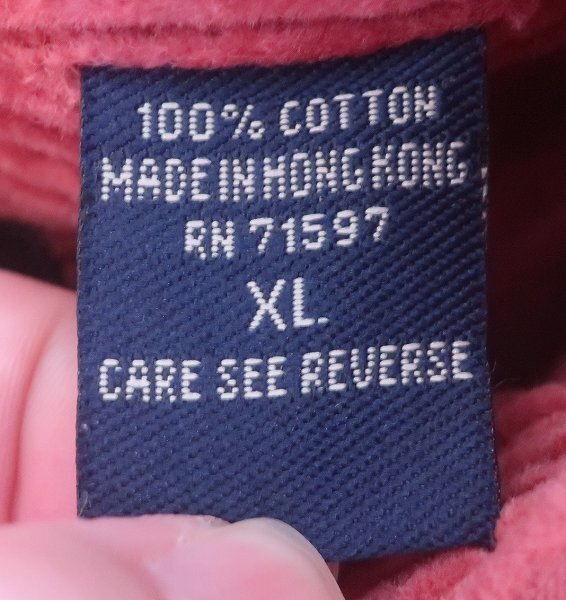 100% COTTON
MADE IN HONG KONG
RN 71597
XL
CARE SEE REVERSE